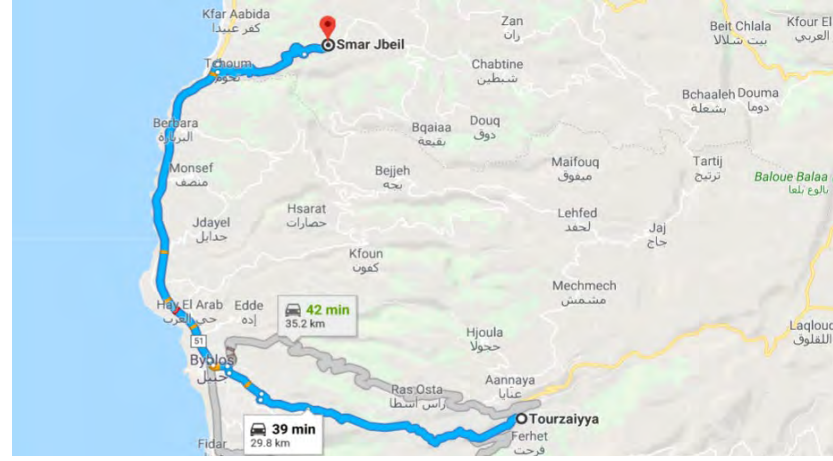 Kfar Aabida
كفر عبيدا
Smar Jbeil
Zan
ران
Beit Chlala
بيت شلالا
Kfour El
العربي
Tchoum
تحوم
Chabtine
شبطين
Bchaaleh
بشعلة
Douma
دوما
Berbara
البربارة
Bqaiaa
بقيعة
Douq
دوق
Monsef
منصف
Bejjeh
بجه
Maifouq
ميفوق
Tartij
ترتيج
Baloue Balaa
بالوع بلعا
Jdayel
جدايل
Hsarat
حصارات
Lehfed
لحفد
Jaj
جاج
Kfoun
كفون
Mechmech
مشمش
Hay El Arab
حي العرب
Edde
إده
42 min
35.2 km
Hjoula
حجولا
Laqlouq
اللقلوق
51
Byblos
جبيل
Ras Osta
راس اسطا
Aannaya
عنايا
Tourzaiyya
39 min
29.8 km
Ferhet
فرحت
Fidar